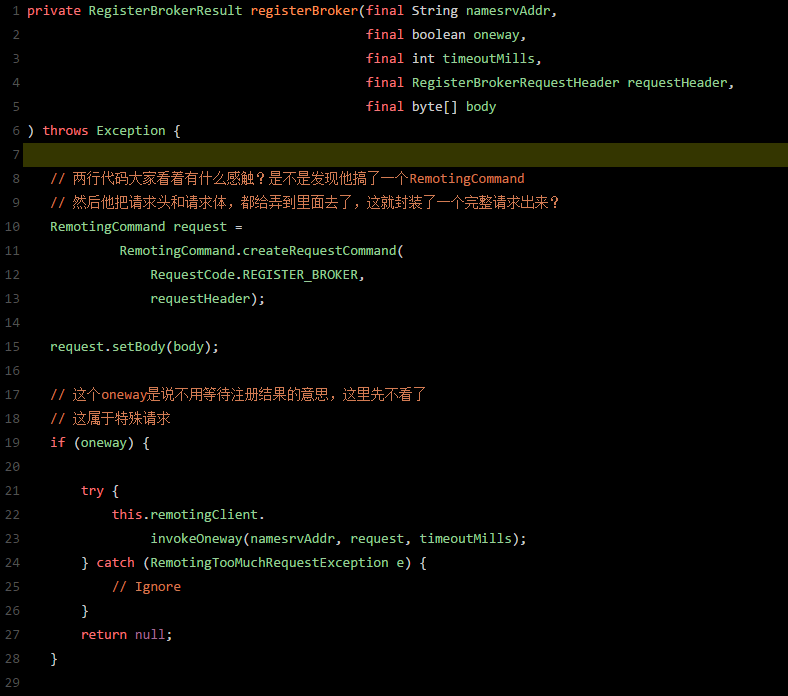 1 private RegisterBrokerResult registerBroker(final String namesrvAddr,
2 final boolean oneway,
3 final int timeoutMills,
4 final RegisterBrokerRequestHeader requestHeader,
5 final byte[] body
6 ) throws Exception {
7
8 // 两行代码大家看着有什么感触？是不是发现他搞了一个RemotingCommand
9 // 然后他把请求头和请求体，都给弄到里面去了，这就封装了一个完整请求出来？
10 RemotingCommand request =
11 RemotingCommand.createRequestCommand(
12 RequestCode.REGISTER_BROKER,
13 requestHeader);
14
15 request.setBody(body);
16
17 // 这个oneway是说不用等待注册结果的意思，这里先不看了
18 // 这属于特殊请求
19 if (oneway) {
20
21 try {
22 this.remotingClient.
23 invokeOneway(namesrvAddr, request, timeoutMills);
24 } catch (RemotingTooMuchRequestException e) {
25 // Ignore
26 }
27 return null;
28 }
29